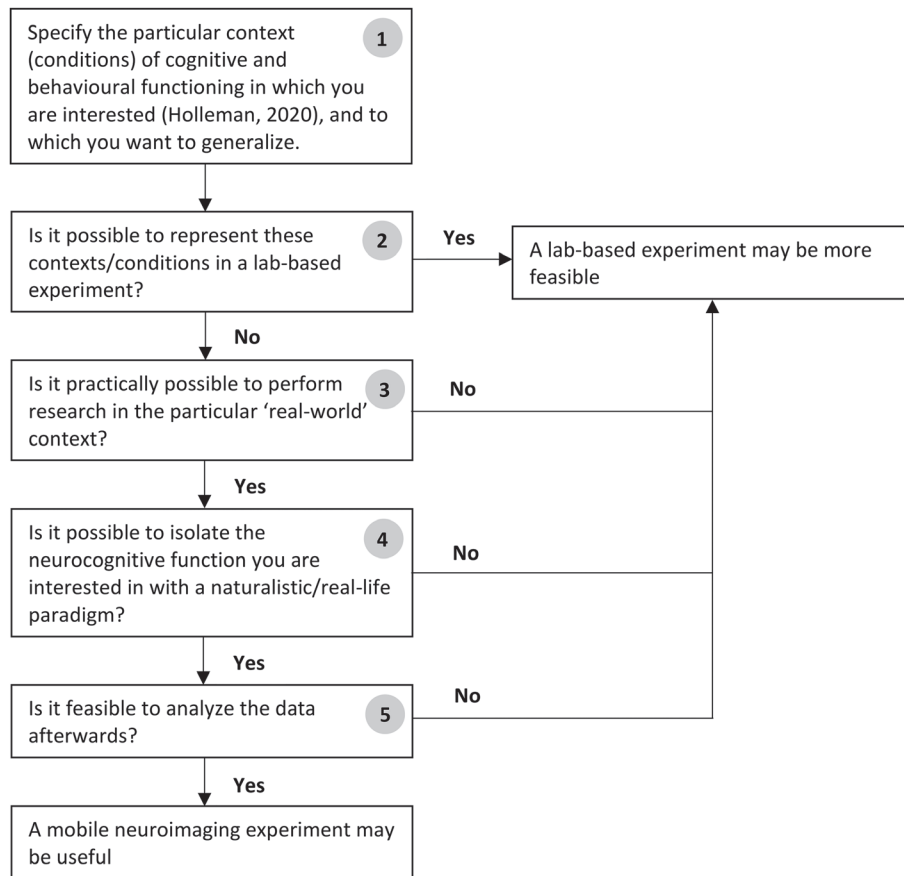 Specify the particular context
(conditions) of cognitive and
behavioural functioning in which you
are interested (Holleman, 2020), and to
which you want to generalize.
1
Is it possible to represent these
contexts/conditions in a lab-based
experiment?
2
Yes
A lab-based experiment may be more
feasible
No
Is it practically possible to perform
research in the particular ‘real-world’
context?
3
No
Yes
Is it possible to isolate the
neurocognitive function you are
interested in with a naturalistic/real-life
paradigm?
4
No
Yes
Is it feasible to analyze the data
afterwards?
5
No
Yes
A mobile neuroimaging experiment may
be useful